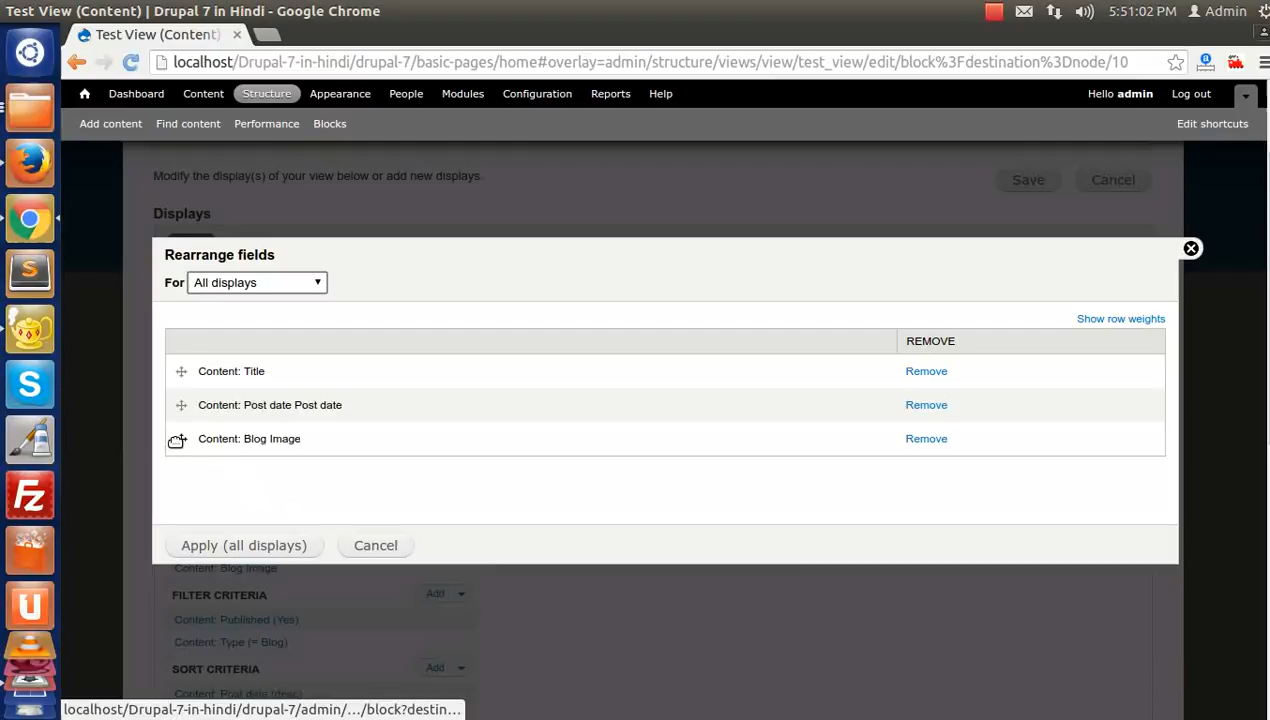 Test View (Content) | Drupal 7 in Hindi - Google Chrome
5:51:02 PM
Admin
Test View (Content)
localhost/Drupal-7-in-hindi/drupal-7/basic-pages/home#overlay=admin/structure/views/view/test_view/edit/block%3Fdestination%3Dnode/10
Dashboard Content Structure Appearance People Modules Configuration Reports Help
Hello admin Log out
Add content Find content Performance Blocks
Edit shortcuts
Modify the display(s) of your view below or add new displays.
Save Cancel
Displays
Rearrange fields
For All displays
Show row weights
REMOVE
Content: Title Remove
Content: Post date Post date Remove
Content: Blog Image Remove
Apply (all displays) Cancel
Content: Blog Image
FILTER CRITERIA Add
Content: Published (Yes)
Content: Type (= Blog)
SORT CRITERIA Add
Content: Post date (desc)
localhost/Drupal-7-in-hindi/drupal-7/admin/…/block?destin…